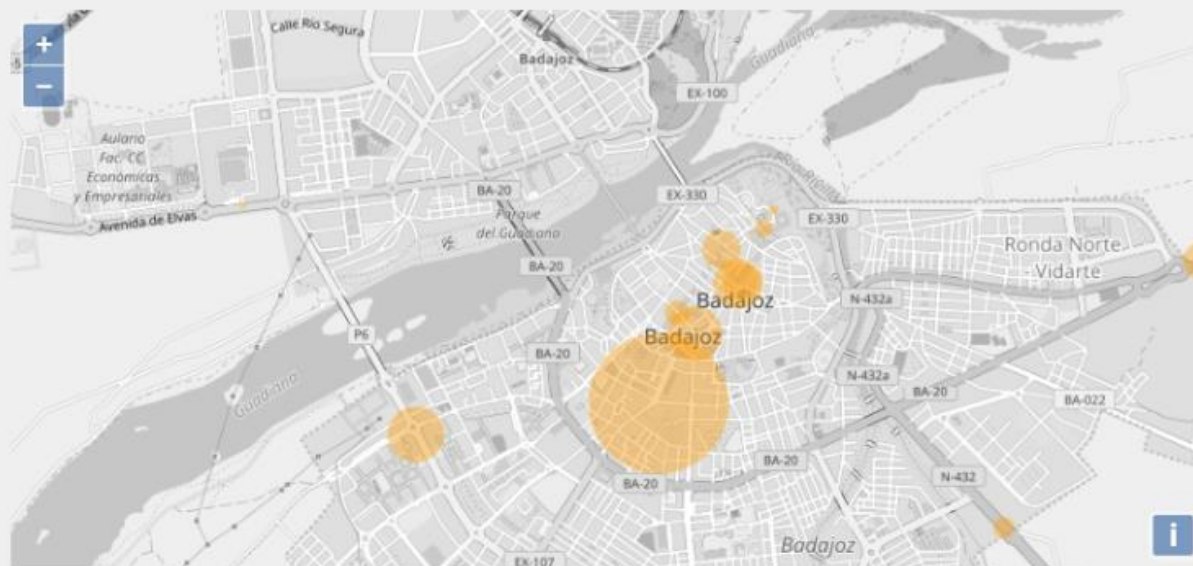 +
−
Calle Río Segura
Badajoz
Guadiana
EX-100
Aulario
Fac. CC
Económicas
y Empresariales
BA-20
EX-330
EX-330
Avenida de Elvas
Parque
del Guadiana
Ronda Norte
- Vidarte
BA-20
Badajoz
N-432a
P6
Badajoz
BA-20
N-432a
BA-20
BA-022
Guadiana
BA-20
N-432
BA-20
Badajoz
EX-107
i